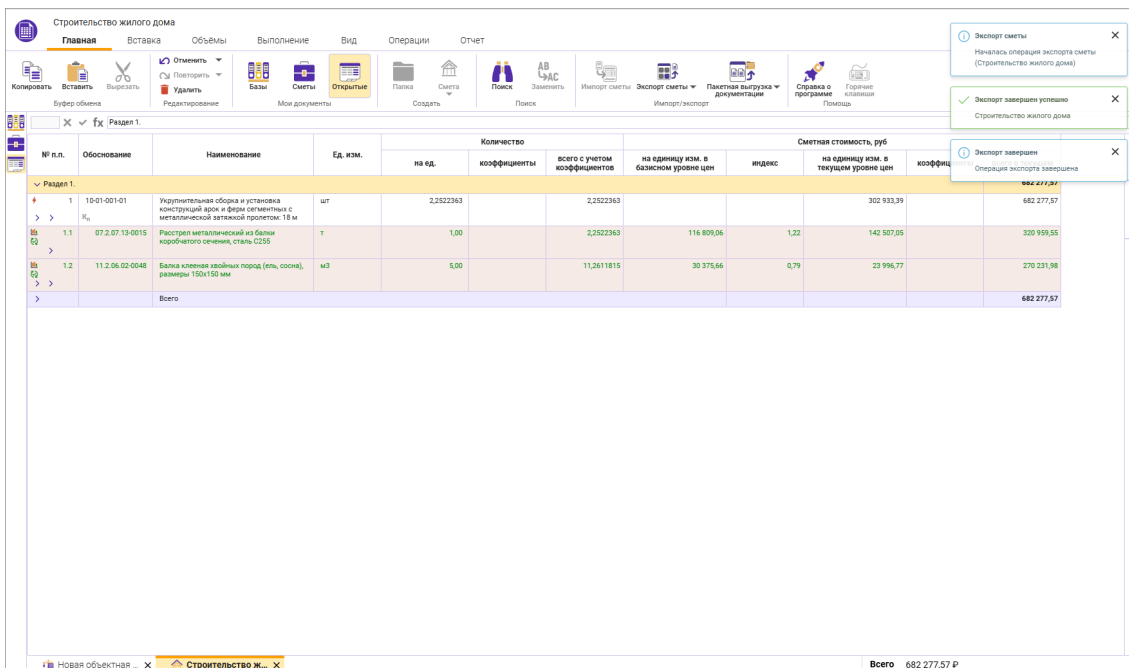 Строительство жилого дома
Главная Вставка Объёмы Выполнение Вид Операции Отчет
Копировать Вставить Вырезать Отменить Повторить Удалить Базы Сметы Открытые Папка Смета Поиск Заменить Импорт сметы Экспорт сметы Пакетная выгрузка документации Справка о программе Горячие клавиши
AB
AC
Буфер обмена Редактирование Мои документы Создать Поиск Импорт/экспорт Помощь
Экспорт сметы
Началась операция экспорта сметы
(Строительство жилого дома)
Экспорт завершен успешно
Строительство жилого дома
Экспорт завершен
Операция экспорта завершена
fx Раздел 1.
№ п.п. Обоснование Наименование Ед. изм. Количество Сметная стоимость, руб
на ед. коэффициенты всего с учетом коэффициентов на единицу изм. в базисном уровне цен индекс на единицу изм. в текущем уровне цен
Раздел 1. 682 277,57
1 10-01-001-01 Укрупнительная сборка и установка шт 2,2522363 2,2522363 302 933,39 682 277,57
конструкций арок и ферм сегментных с
Кп металлической затяжкой пролетом: 18 м
1.1 07.2.07.13-0015 Расстрел металлический из балки т 1,00 2,2522363 116 809,06 1,22 142 507,05 320 959,55
коробчатого сечения, сталь С255
1.2 11.2.06.02-0048 Балка клееная хвойных пород (ель, сосна), м3 5,00 11,2611815 30 375,66 0,79 23 996,77 270 231,98
размеры 150х150 мм
Всего 682 277,57
Новая объектная ... Строительство ж... Всего 682 277,57 ₽